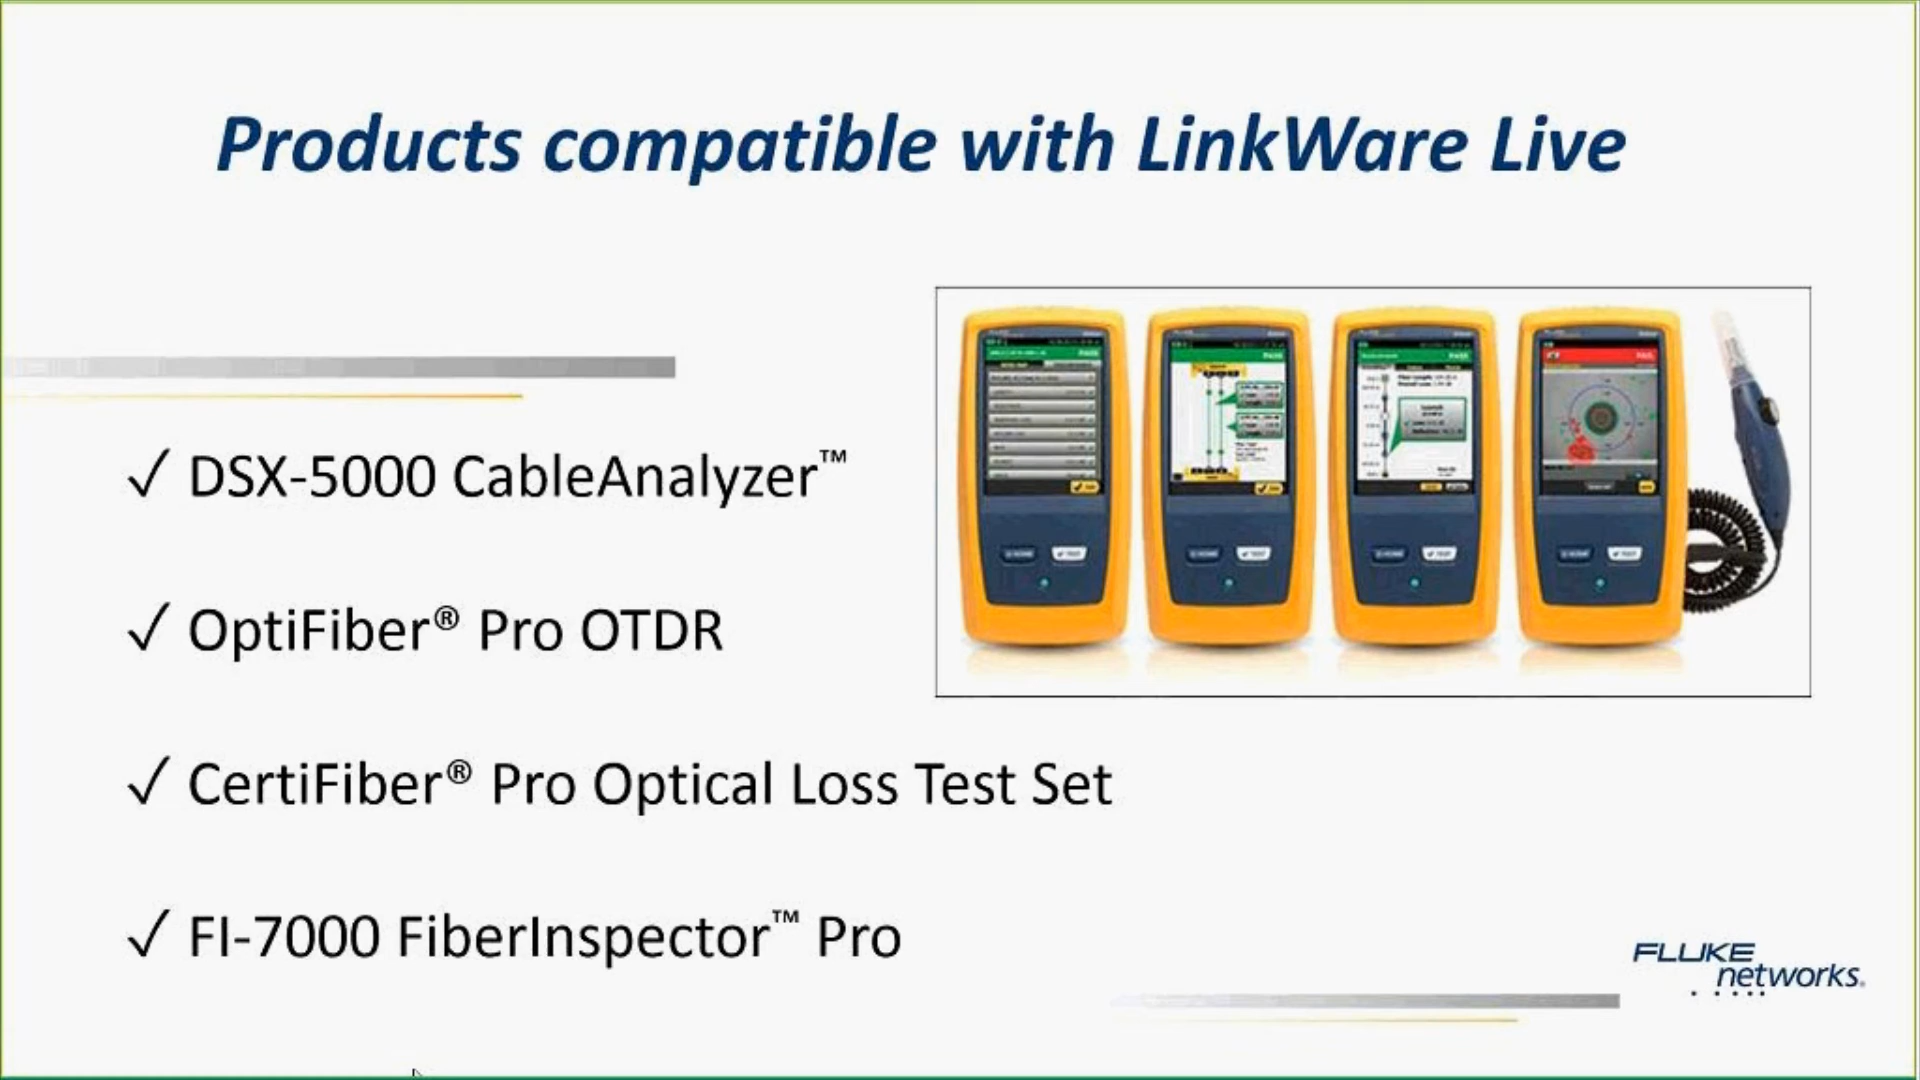 Products compatible with LinkWare Live
✓ DSX-5000 CableAnalyzer™
✓ OptiFiber® Pro OTDR
✓ CertiFiber® Pro Optical Loss Test Set
✓ FI-7000 FiberInspector™ Pro
FLUKE
networks.